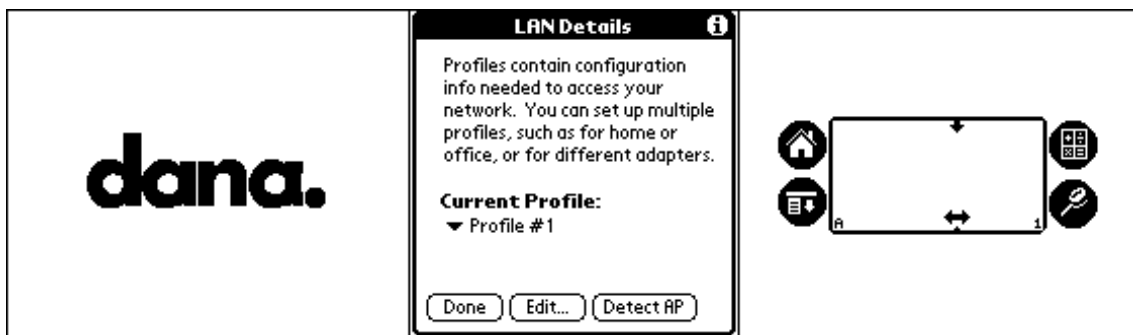 dana.
LAN Details
Profiles contain configuration
info needed to access your
network. You can set up multiple
profiles, such as for home or
office, or for different adapters.
Current Profile:
Profile #1
Done Edit... Detect AP
A 1